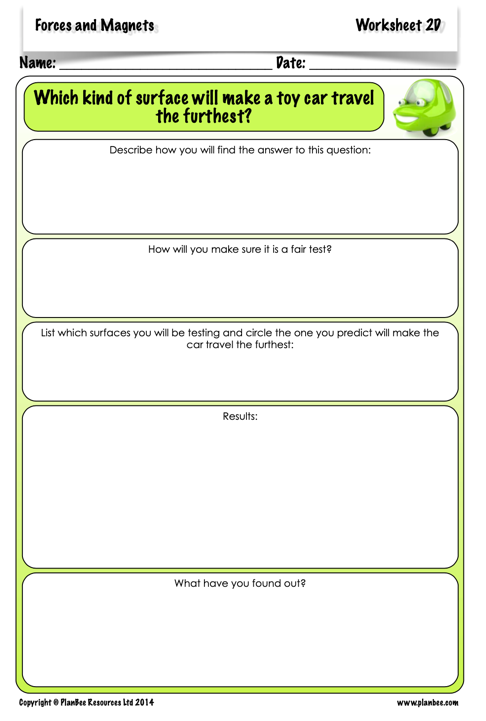 Forces and Magnets
Worksheet 2D
Name: ______________ Date: ______________
Which kind of surface will make a toy car travel
the furthest?
Describe how you will find the answer to this question:
How will you make sure it is a fair test?
List which surfaces you will be testing and circle the one you predict will make the
car travel the furthest:
Results:
What have you found out?
Copyright © PlanBee Resources Ltd 2014
www.planbee.com